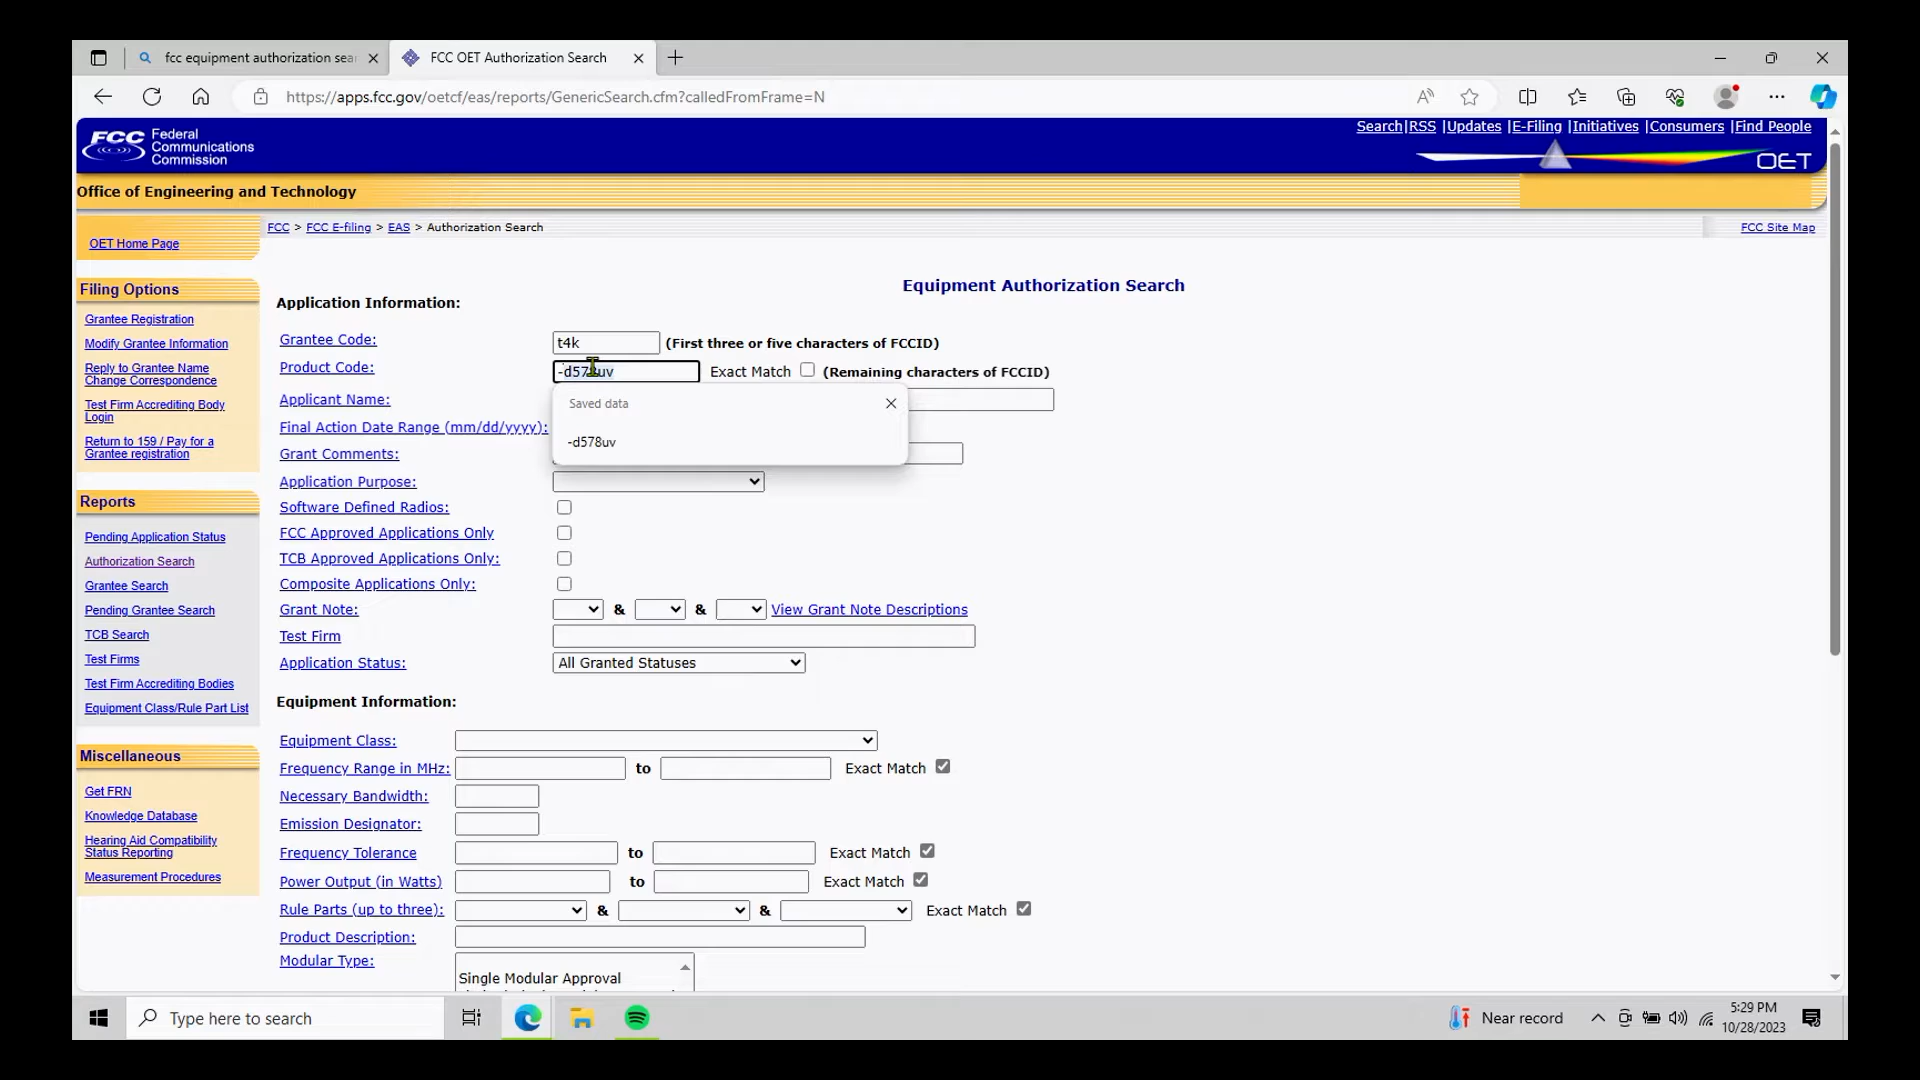 fcc equipment authorization sea
FCC OET Authorization Search
https://apps.fcc.gov/oetcf/eas/reports/GenericSearch.cfm?calledFromFrame=N
FCC Federal
Communications
Commission
Search|RSS |Updates |E-Filing |Initiatives |Consumers |Find People
OET
Office of Engineering and Technology
FCC > FCC E-filing > EAS > Authorization Search
FCC Site Map
OET Home Page
Filing Options
Grantee Registration
Modify Grantee Information
Reply to Grantee Name
Change Correspondence
Test Firm Accrediting Body
Login
Return to 159 / Pay for a
Grantee registration
Reports
Pending Application Status
Authorization Search
Grantee Search
Pending Grantee Search
TCB Search
Test Firms
Test Firm Accrediting Bodies
Equipment Class/Rule Part List
Miscellaneous
Get FRN
Knowledge Database
Hearing Aid Compatibility
Status Reporting
Measurement Procedures
Equipment Authorization Search
Application Information:
Grantee Code: t4k (First three or five characters of FCCID)
Product Code: -d578uv Exact Match (Remaining characters of FCCID)
Saved data
-d578uv
Applicant Name:
Final Action Date Range (mm/dd/yyyy):
Grant Comments:
Application Purpose:
Software Defined Radios:
FCC Approved Applications Only
TCB Approved Applications Only:
Composite Applications Only:
Grant Note: & & View Grant Note Descriptions
Test Firm
Application Status: All Granted Statuses
Equipment Information:
Equipment Class:
Frequency Range in MHz: to Exact Match
Necessary Bandwidth:
Emission Designator:
Frequency Tolerance to Exact Match
Power Output (in Watts) to Exact Match
Rule Parts (up to three): & & Exact Match
Product Description:
Modular Type:
Single Modular Approval
Type here to search
Near record
5:29 PM
10/28/2023